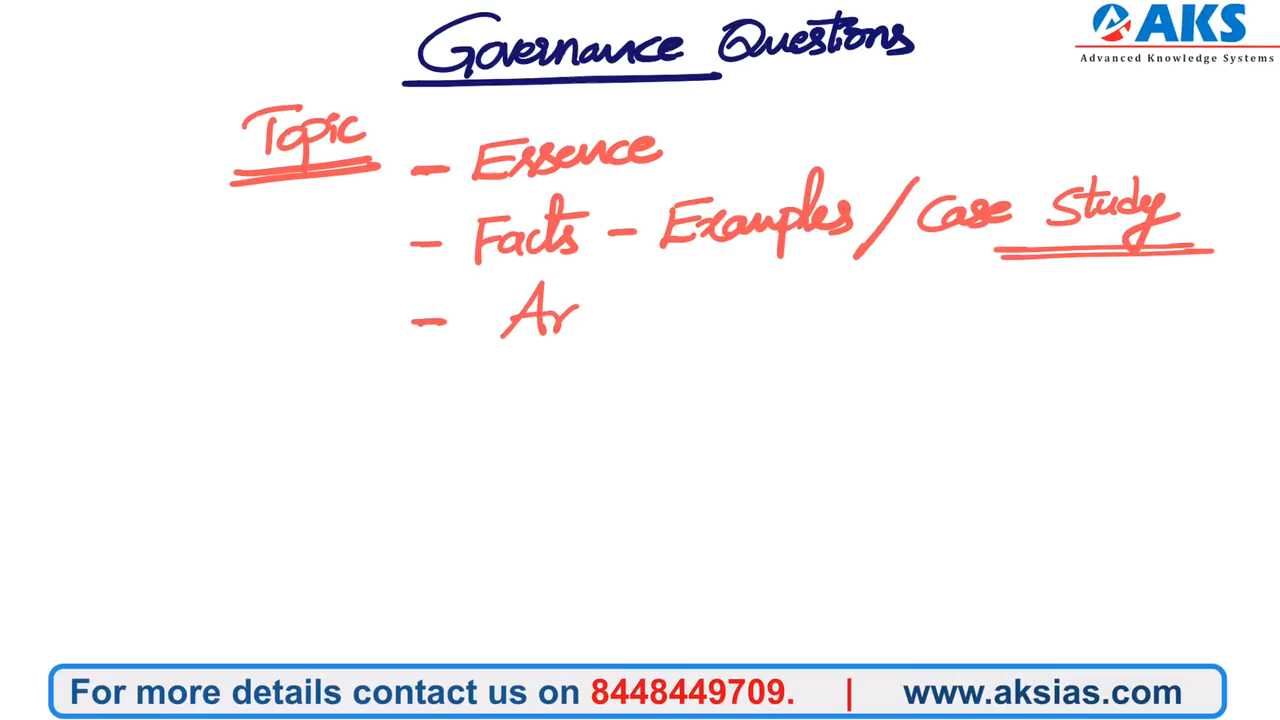 Governance Questions
AKS
Advanced Knowledge Systems
Topic
- Essence
- Facts - Examples / Case Study
- Ar
For more details contact us on 8448449709. | www.aksias.com